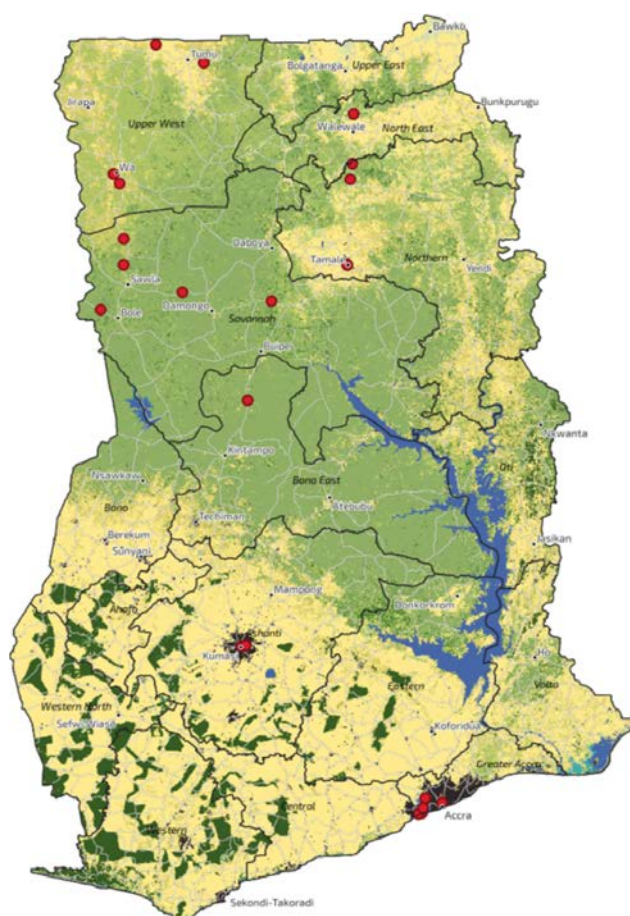 Bawku
Tumu
Bolgatanga
Upper East
Jirapa
Bunkpurugu
Upper West
Walewale
North East
Wa
Daboya
Northern
Tamale
Yendi
Sawla
Damongo
Savannah
Bole
Buipe
Nkwanta
Kintampo
Oti
Nsawkaw
Bono East
Atebubu
Bono
Techiman
Berekum
Sunyani
Jasikan
Mampong
Donkorkrom
Ahafo
Ashanti
Kumasi
Ho
Eastern
Volta
Western North
Sefwi Wiaso
Koforidua
Greater Accra
Central
Accra
Western
Sekondi-Takoradi